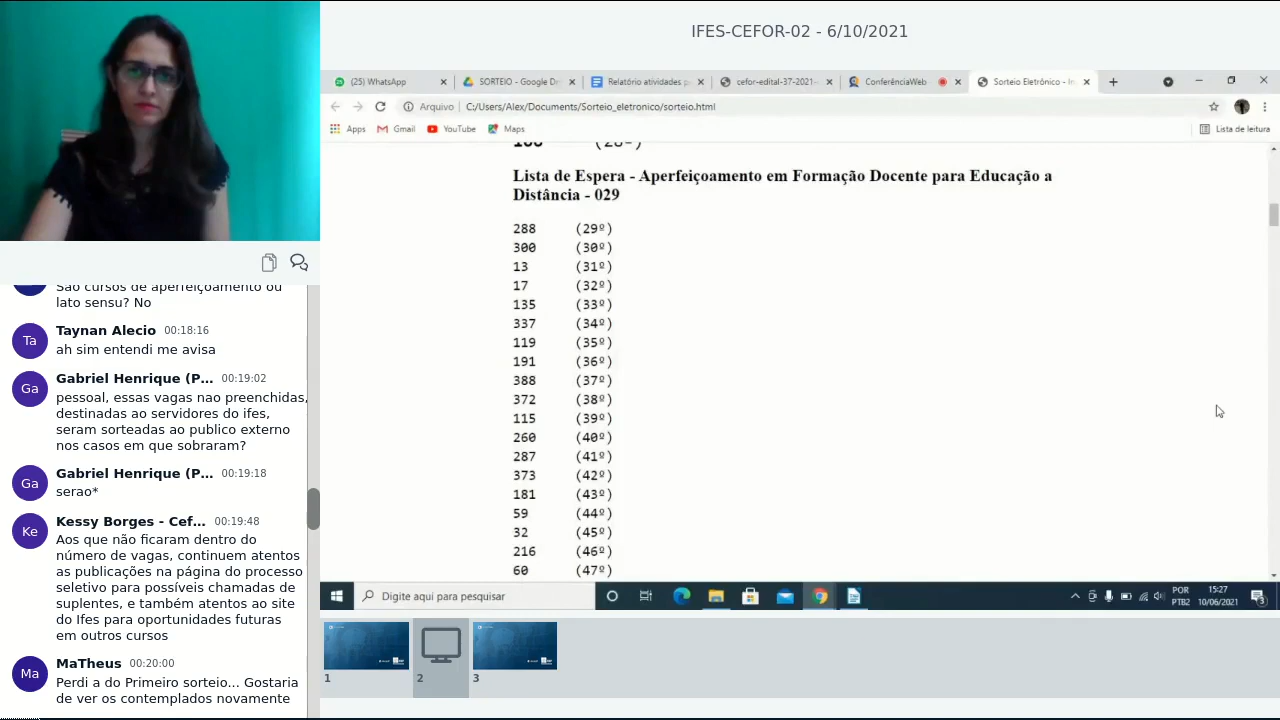 IFES-CEFOR-02 - 6/10/2021
(25) WhatsApp
SORTEIO - Google Dr
Relatório atividades p
cefor-edital-37-2021-
ConferênciaWeb
Sorteio Eletrônico - In
Arquivo
C:/Users/Alex/Documents/Sorteio_eletronico/sorteio.html
Apps
Gmail
YouTube
Maps
Lista de leitura
Lista de Espera - Aperfeiçoamento em Formação Docente para Educação a
Distância - 029
288 (29º)
300 (30º)
13 (31º)
17 (32º)
135 (33º)
337 (34º)
119 (35º)
191 (36º)
388 (37º)
372 (38º)
115 (39º)
260 (40º)
287 (41º)
373 (42º)
181 (43º)
59 (44º)
32 (45º)
216 (46º)
60 (47º)
Digite aqui para pesquisar
POR
PTB2
15:27
10/06/2021
3
1
2
3
São cursos de aperfeiçoamento ou
lato sensu? No
Ta
Taynan Alecio 00:18:16
ah sim entendi me avisa
Ga
Gabriel Henrique (P... 00:19:02
pessoal, essas vagas nao preenchidas,
destinadas ao servidores do ifes,
seram sorteadas ao publico externo
nos casos em que sobraram?
Ga
Gabriel Henrique (P... 00:19:18
serao*
Ke
Kessy Borges - Cef... 00:19:48
Aos que não ficaram dentro do
número de vagas, continuem atentos
as publicações na página do processo
seletivo para possíveis chamadas de
suplentes, e também atentos ao site
do Ifes para oportunidades futuras
em outros cursos
Ma
MaTheus 00:20:00
Perdi a do Primeiro sorteio... Gostaria
de ver os contemplados novamente